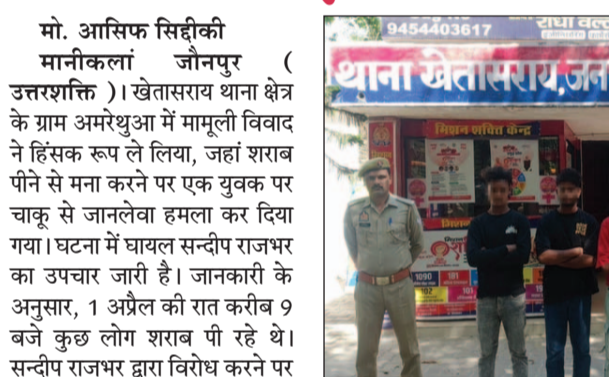 मो. आसिफ सिद्दीकी
मानीकलां जौनपुर (
उत्तरशक्ति )। खेतासराय थाना क्षेत्र
के ग्राम अमरेथुआ में मामूली विवाद
ने हिंसक रूप ले लिया, जहां शराब
पीने से मना करने पर एक युवक पर
चाकू से जानलेवा हमला कर दिया
गया। घटना में घायल सन्दीप राजभर
का उपचार जारी है। जानकारी के
अनुसार, 1 अप्रैल की रात करीब 9
बजे कुछ लोग शराब पी रहे थे।
सन्दीप राजभर द्वारा विरोध करने पर
9454403617
थाना खेतासराय, जन
मिशन शक्ति केन्द्र
1090
102